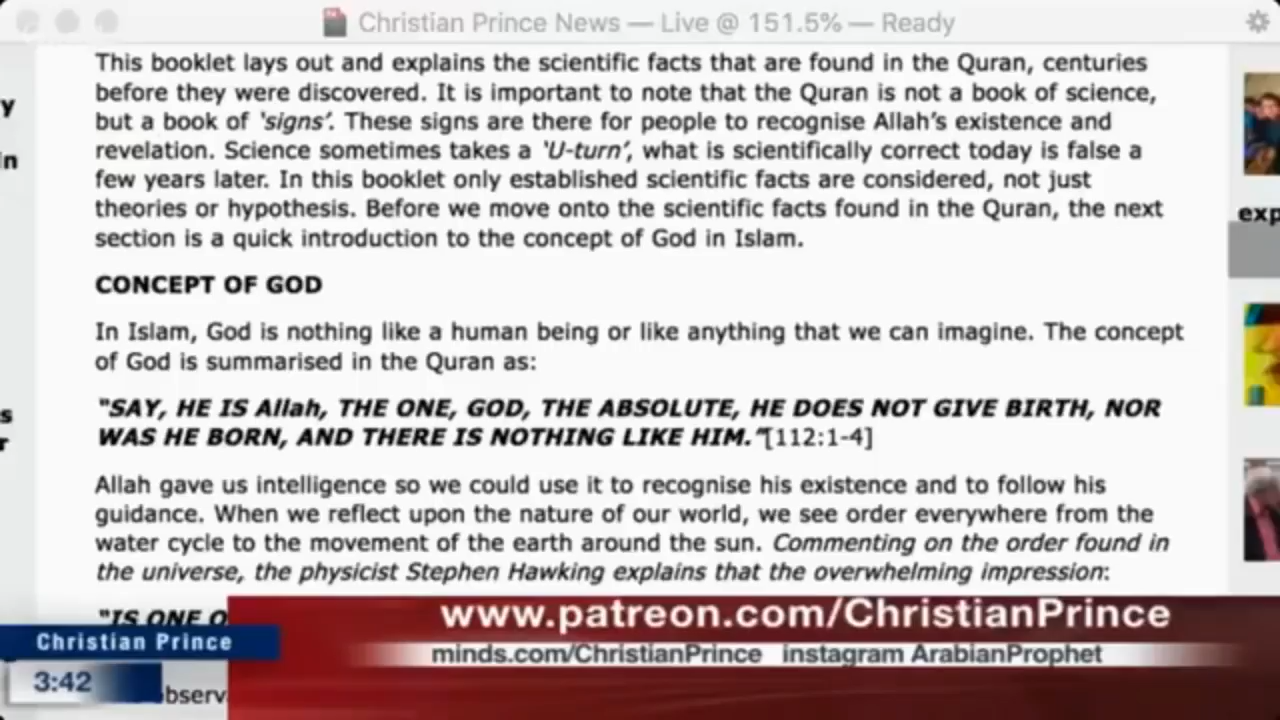 Christian Prince News — Live @ 151.5% — Ready
This booklet lays out and explains the scientific facts that are found in the Quran, centuries
before they were discovered. It is important to note that the Quran is not a book of science,
but a book of ‘signs’. These signs are there for people to recognise Allah’s existence and
revelation. Science sometimes takes a ‘U-turn’, what is scientifically correct today is false a
few years later. In this booklet only established scientific facts are considered, not just
theories or hypothesis. Before we move onto the scientific facts found in the Quran, the next
section is a quick introduction to the concept of God in Islam.
CONCEPT OF GOD
In Islam, God is nothing like a human being or like anything that we can imagine. The concept
of God is summarised in the Quran as:
"SAY, HE IS Allah, THE ONE, GOD, THE ABSOLUTE, HE DOES NOT GIVE BIRTH, NOR
WAS HE BORN, AND THERE IS NOTHING LIKE HIM.”[112:1-4]
Allah gave us intelligence so we could use it to recognise his existence and to follow his
guidance. When we reflect upon the nature of our world, we see order everywhere from the
water cycle to the movement of the earth around the sun. Commenting on the order found in
the universe, the physicist Stephen Hawking explains that the overwhelming impression:
"IS ONE O
www.patreon.com/ChristianPrince
Christian Prince
minds.com/ChristianPrince instagram ArabianProphet
3:42
bserv
y
in
s
r
exp